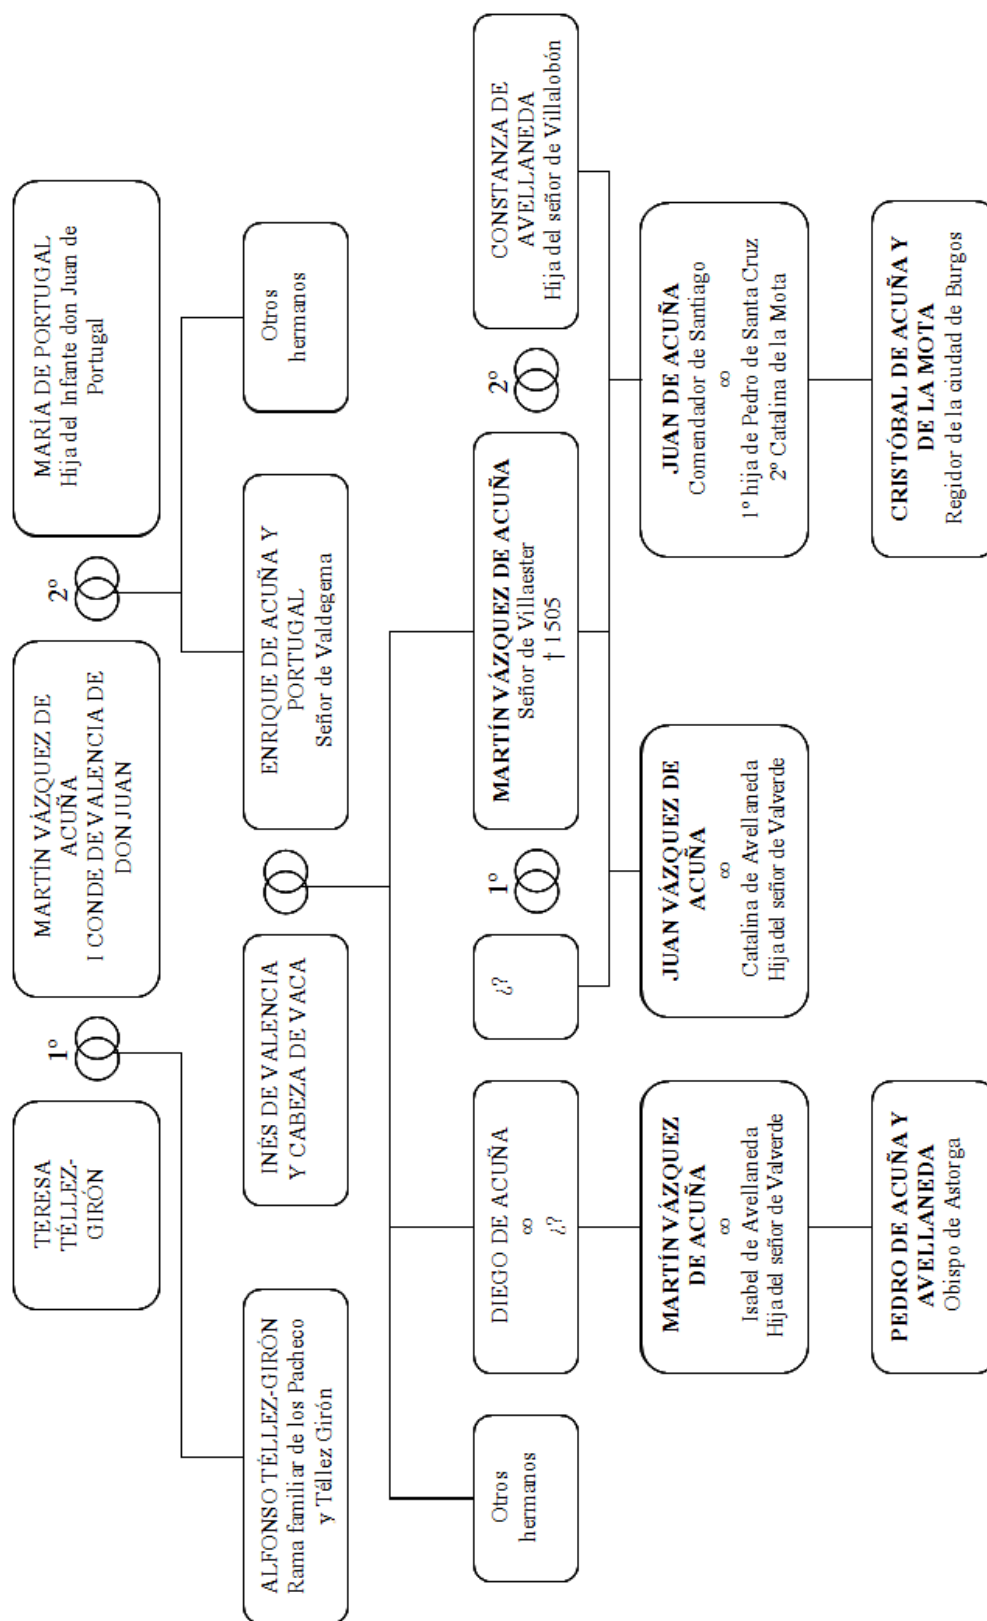 TERESA
TÉLLEZ-
GIRÓN
1º
MARTÍN VÁZQUEZ DE
ACUÑA
I CONDE DE VALENCIA DE
DON JUAN
2º
MARÍA DE PORTUGAL
Hija del Infante don Juan de
Portugal
ALFONSO TÉLLEZ-GIRÓN
Rama familiar de los Pacheco
y Téllez Girón
INÉS DE VALENCIA
Y CABEZA DE VACA
ENRIQUE DE ACUÑA Y
PORTUGAL
Señor de Valdegema
Otros
hermanos
Otros
hermanos
DIEGO DE ACUÑA
∞
¿?
¿?
1º
MARTÍN VÁZQUEZ DE ACUÑA
Señor de Villaester
† 1505
2º
CONSTANZA DE
AVELLANEDA
Hija del señor de Villalobón
MARTÍN VÁZQUEZ
DE ACUÑA
∞
Isabel de Avellaneda
Hija del señor de Valverde
JUAN VÁZQUEZ DE
ACUÑA
∞
Catalina de Avellaneda
Hija del señor de Valverde
JUAN DE ACUÑA
Comendador de Santiago
∞
1º hija de Pedro de Santa Cruz
2º Catalina de la Mota
PEDRO DE ACUÑA Y
AVELLANEDA
Obispo de Astorga
CRISTÓBAL DE ACUÑA Y
DE LA MOTA
Regidor de la ciudad de Burgos